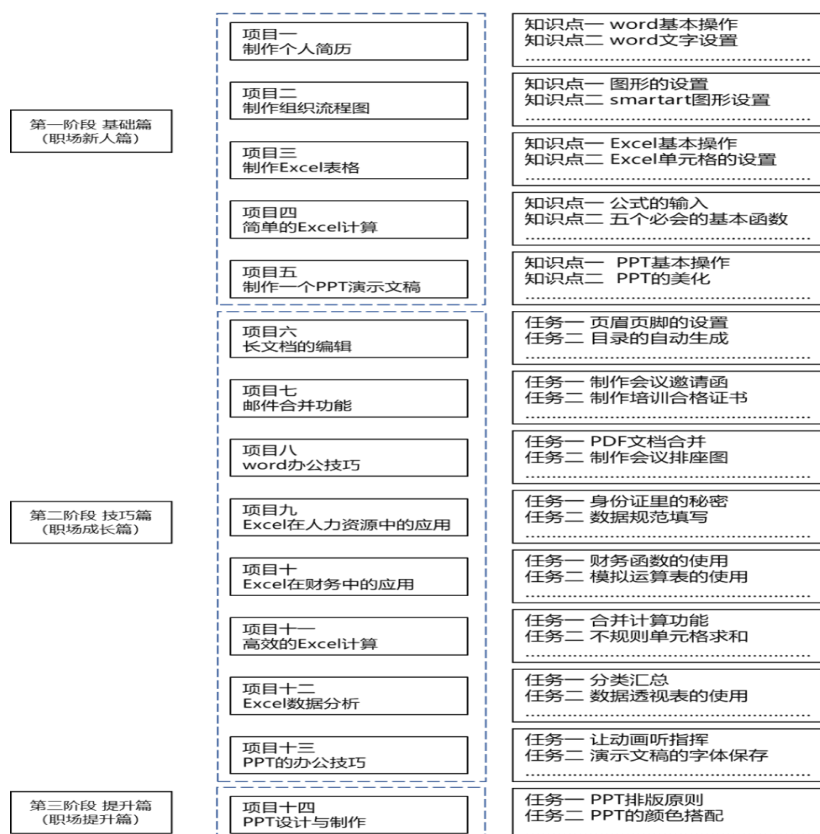 第一阶段 基础篇
(职场新人篇)
项目一
制作个人简历
知识点一 word基本操作
知识点二 word文字设置
项目二
制作组织流程图
知识点一 图形的设置
知识点二 smartart图形设置
项目三
制作Excel表格
知识点一 Excel基本操作
知识点二 Excel单元格的设置
项目四
简单的Excel计算
知识点一 公式的输入
知识点二 五个必会的基本函数
项目五
制作一个PPT演示文稿
知识点一 PPT基本操作
知识点二 PPT的美化
第二阶段 技巧篇
(职场成长篇)
项目六
长文档的编辑
任务一 页眉页脚的设置
任务二 目录的自动生成
项目七
邮件合并功能
任务一 制作会议邀请函
任务二 制作培训合格证书
项目八
word办公技巧
任务一 PDF文档合并
任务二 制作会议排座图
项目九
Excel在人力资源中的应用
任务一 身份证里的秘密
任务二 数据规范填写
项目十
Excel在财务中的应用
任务一 财务函数的使用
任务二 模拟运算表的使用
项目十一
高效的Excel计算
任务一 合并计算功能
任务二 不规则单元格求和
项目十二
Excel数据分析
任务一 分类汇总
任务二 数据透视表的使用
项目十三
PPT的办公技巧
任务一 让动画听指挥
任务二 演示文稿的字体保存
第三阶段 提升篇
(职场提升篇)
项目十四
PPT设计与制作
任务一 PPT排版原则
任务二 PPT的颜色搭配